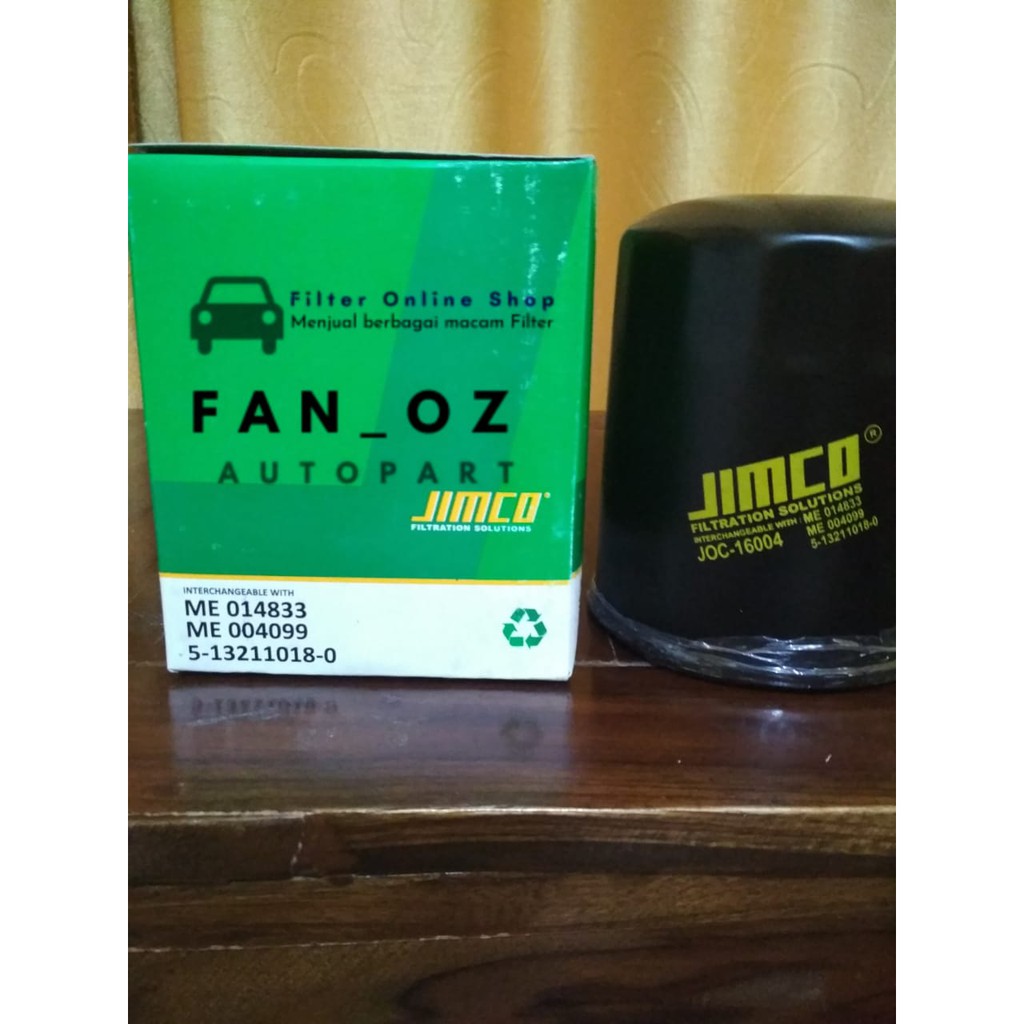 Filter Online Shop
Menjual berbagai macam Filter
FAN_OZ
AUTOPART
JIMCO®
FILTRATION SOLUTIONS
INTERCHANGEABLE WITH
ME 014833
ME 004099
5-13211018-0
JIMCO®
FILTRATION SOLUTIONS
INTERCHANGEABLE WITH : ME 014833
ME 004099
5-13211018-0
JOC-16004